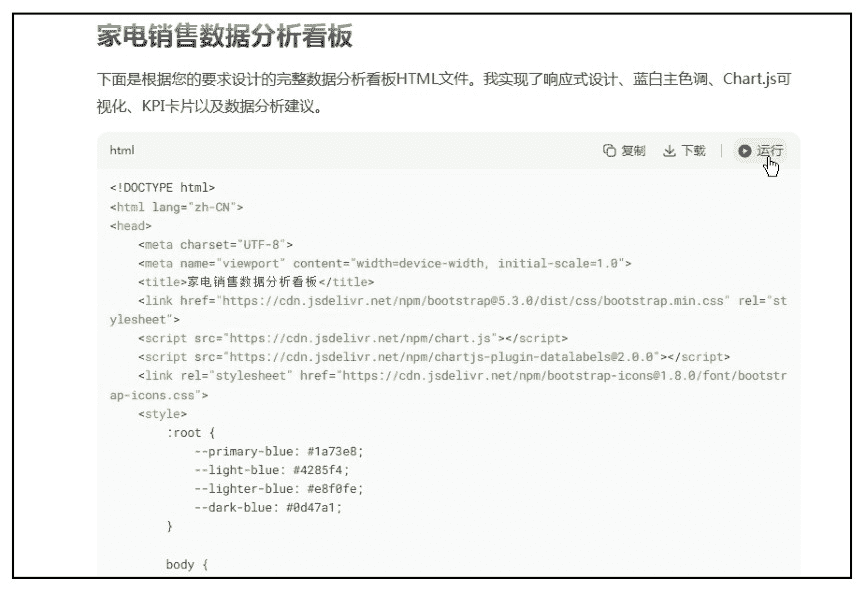 家电销售数据分析看板
下面是根据您的要求设计的完整数据分析看板HTML文件。我实现了响应式设计、蓝白主色调、Chart.js可
视化、KPI卡片以及数据分析建议。
html 复制 下载 运行
<!DOCTYPE html>
<html lang="zh-CN">
<head>
    <meta charset="UTF-8">
    <meta name="viewport" content="width=device-width, initial-scale=1.0">
    <title>家电销售数据分析看板</title>
    <link href="https://cdn.jsdelivr.net/npm/bootstrap@5.3.0/dist/css/bootstrap.min.css" rel="st
ylesheet">
    <script src="https://cdn.jsdelivr.net/npm/chart.js"></script>
    <script src="https://cdn.jsdelivr.net/npm/chartjs-plugin-datalabels@2.0.0"></script>
    <link rel="stylesheet" href="https://cdn.jsdelivr.net/npm/bootstrap-icons@1.8.0/font/bootstr
ap-icons.css">
    <style>
        :root {
            --primary-blue: #1a73e8;
            --light-blue: #4285f4;
            --lighter-blue: #e8f0fe;
            --dark-blue: #0d47a1;
        }
        body {